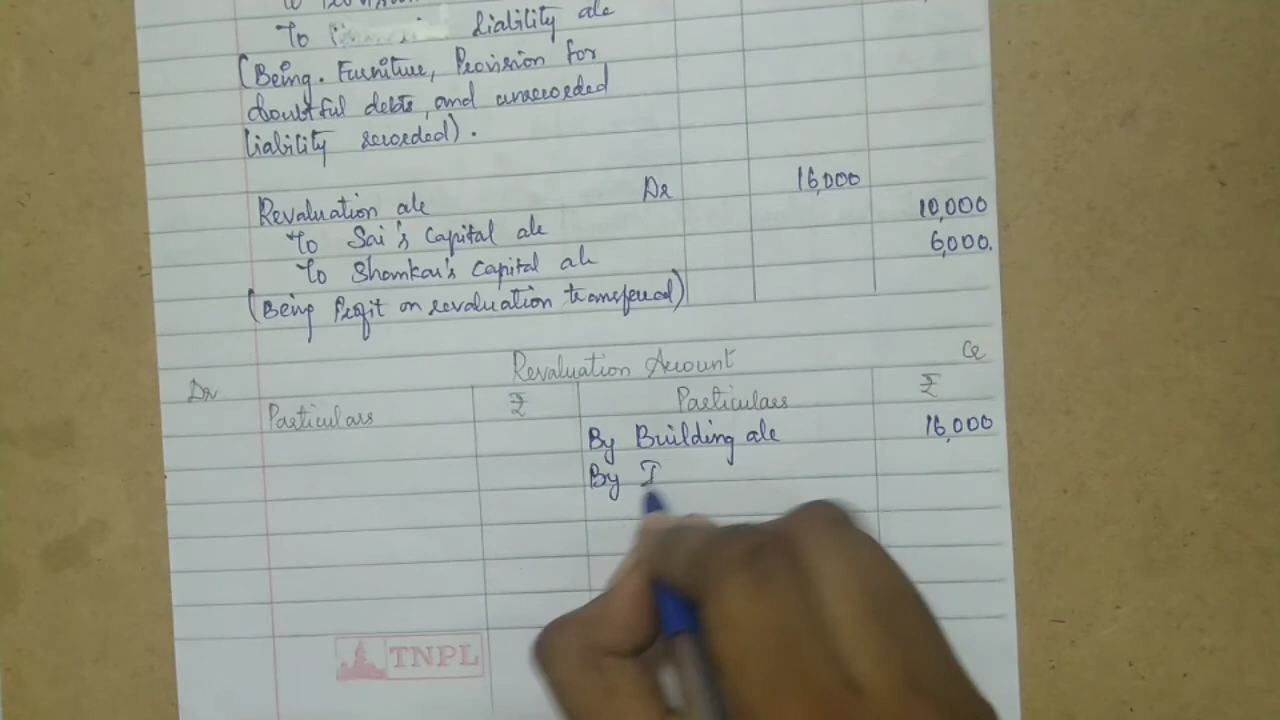 To liability a/c
(Being. Furniture, Provision for
doubtful debts, and unrecorded
liability recorded).
Revaluation a/c Dr 16,000
To Sai's Capital a/c 10,000
To Shankar's Capital a/c 6,000.
(Being Profit on revaluation transferred)
Revaluation Account
Dr Cr
Particulars ₹ Particulars ₹
By Building a/c 16,000
By I
TNPL